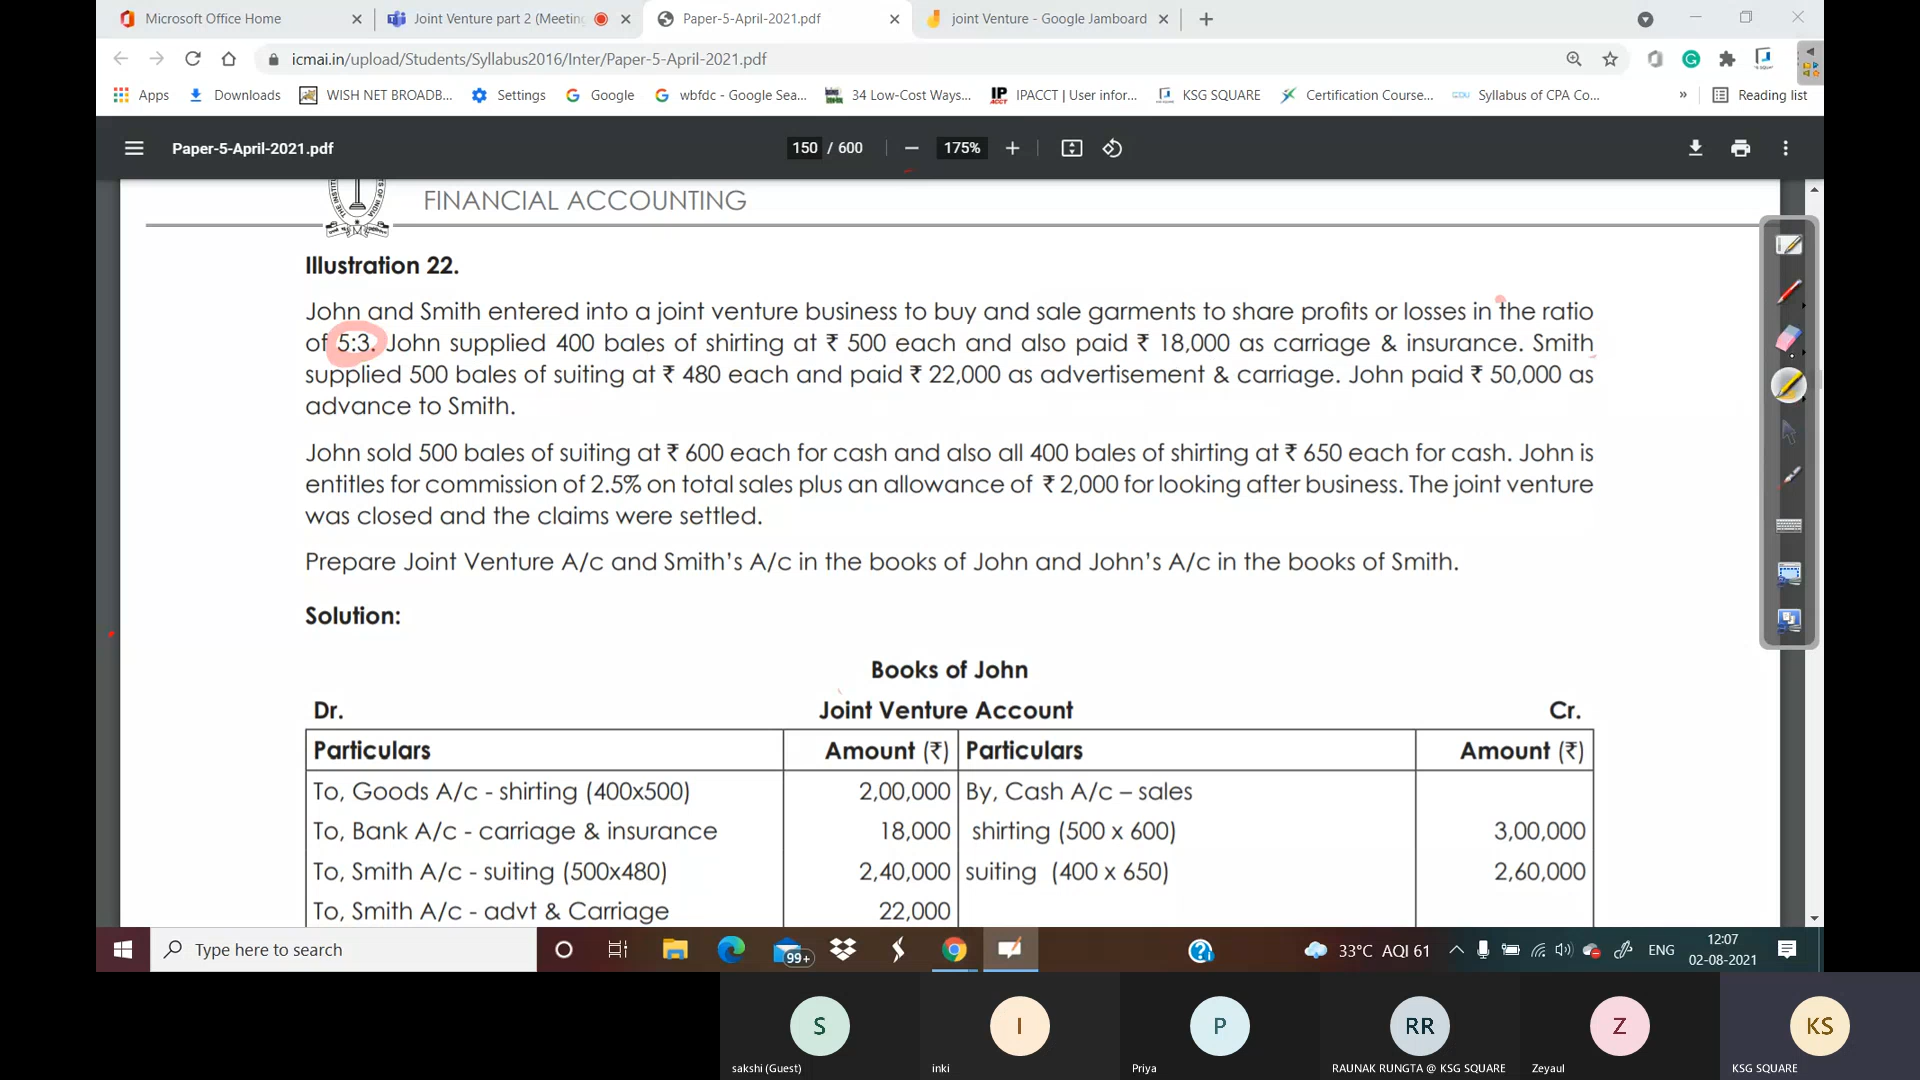 Microsoft Office Home
Joint Venture part 2 (Meetin
Paper-5-April-2021.pdf
joint Venture - Google Jamboard
icmai.in/upload/Students/Syllabus2016/Inter/Paper-5-April-2021.pdf
Apps
Downloads
WISH NET BROADB...
Settings
Google
wbfdc - Google Sea...
34 Low-Cost Ways...
IPACCT | User infor...
KSG SQUARE
Certification Course...
Syllabus of CPA Co...
»
Reading list
Paper-5-April-2021.pdf
150 / 600
175%
FINANCIAL ACCOUNTING
Illustration 22.
John and Smith entered into a joint venture business to buy and sale garments to share profits or losses in the ratio
of 5:3. John supplied 400 bales of shirting at ₹ 500 each and also paid ₹ 18,000 as carriage & insurance. Smith
supplied 500 bales of suiting at ₹ 480 each and paid ₹ 22,000 as advertisement & carriage. John paid ₹ 50,000 as
advance to Smith.
John sold 500 bales of suiting at ₹ 600 each for cash and also all 400 bales of shirting at ₹ 650 each for cash. John is
entitles for commission of 2.5% on total sales plus an allowance of ₹ 2,000 for looking after business. The joint venture
was closed and the claims were settled.
Prepare Joint Venture A/c and Smith's A/c in the books of John and John's A/c in the books of Smith.
Solution:
Books of John
Dr. Joint Venture Account Cr.
Particulars Amount (₹) Particulars Amount (₹)
To, Goods A/c - shirting (400x500) 2,00,000 By, Cash A/c – sales
To, Bank A/c - carriage & insurance 18,000 shirting (500 x 600) 3,00,000
To, Smith A/c - suiting (500x480) 2,40,000 suiting (400 x 650) 2,60,000
To, Smith A/c - advt & Carriage 22,000
Type here to search
99+
33°C AQI 61
ENG
12:07
02-08-2021
S
I
P
RR
Z
KS
sakshi (Guest)
inki
Priya
RAUNAK RUNGTA @ KSG SQUARE
Zeyaul
KSG SQUARE